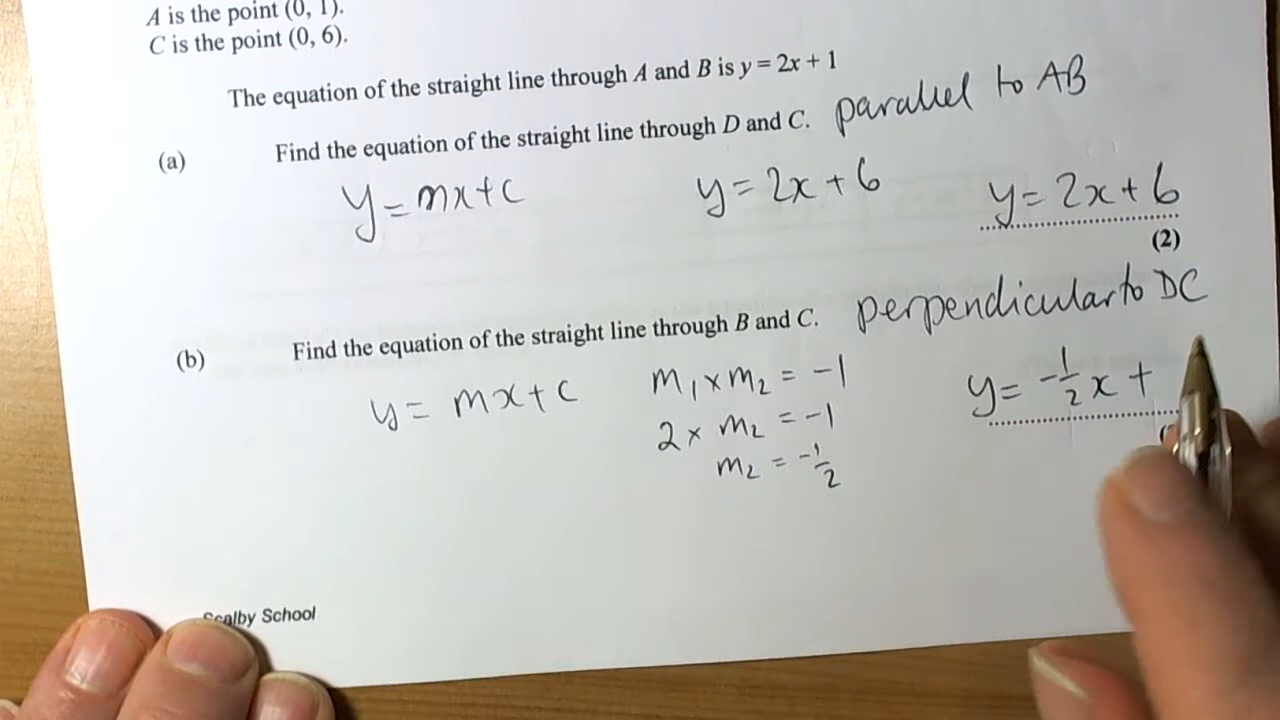 A is the point (0, 1).
C is the point (0, 6).
The equation of the straight line through A and B is y = 2x + 1
(a) Find the equation of the straight line through D and C. parallel to AB
y = mx + c y = 2x + 6 y = 2x + 6
(2)
(b) Find the equation of the straight line through B and C. perpendicular to DC
y = mx + c m₁ × m₂ = -1 y = -1/2 x +
2 × m₂ = -1
m₂ = -1/2
Scalby School